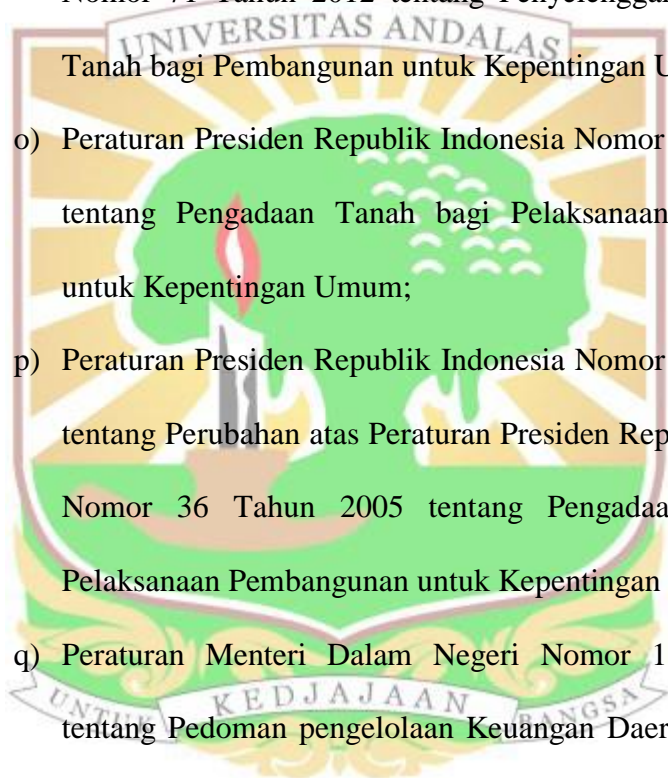 Nomor 71 Tahun 2012 tentang
UNIVERSITAS ANDALAS
Tanah bagi Pembangunan untuk Kepentingan
o) Peraturan Presiden Republik Indonesia Nomor
tentang Pengadaan Tanah bagi Pelaksanaan
untuk Kepentingan Umum;
p) Peraturan Presiden Republik Indonesia Nomor
tentang Perubahan atas Peraturan Presiden Rep
Nomor 36 Tahun 2005 tentang Pengadaa
Pelaksanaan Pembangunan untuk Kepentingan
q) Peraturan Menteri Dalam Negeri Nomor 1
UNTUK KEDJAJAAN BANGSA
tentang Pedoman pengelolaan Keuangan Daer